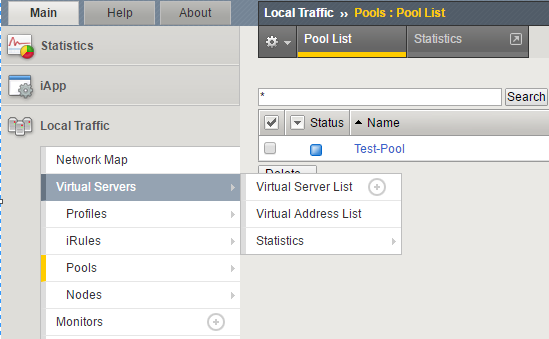 Main
Help
About
Statistics
iApp
Local Traffic
Network Map
Virtual Servers
Profiles
iRules
Pools
Nodes
Monitors
Virtual Server List
Virtual Address List
Statistics
Local Traffic ›› Pools : Pool List
Pool List
Statistics
*
Search
Status
Name
Test-Pool
Delete...